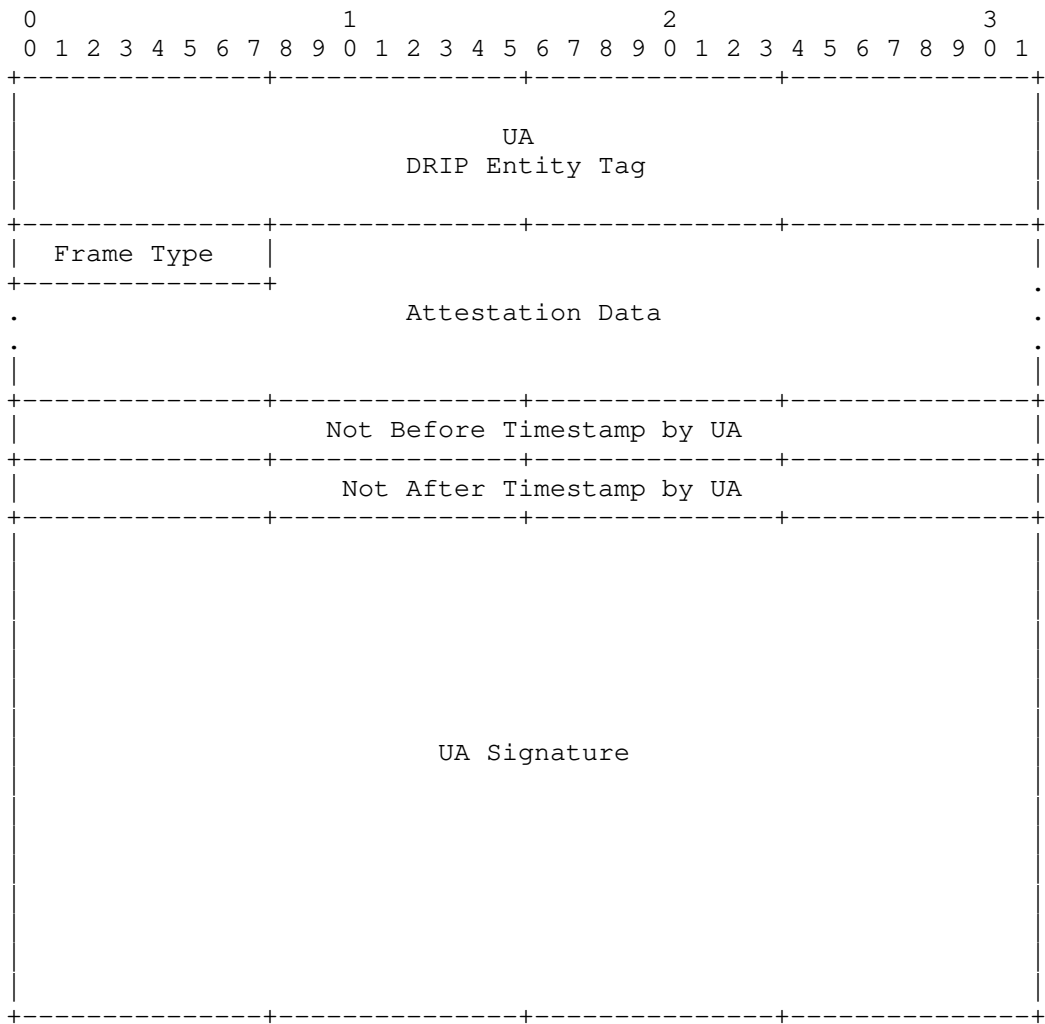 0 1 2 3
0 1 2 3 4 5 6 7 8 9 0 1 2 3 4 5 6 7 8 9 0 1 2 3 4 5 6 7 8 9 0 1
UA
DRIP Entity Tag
Frame Type
Attestation Data
Not Before Timestamp by UA
Not After Timestamp by UA
UA Signature